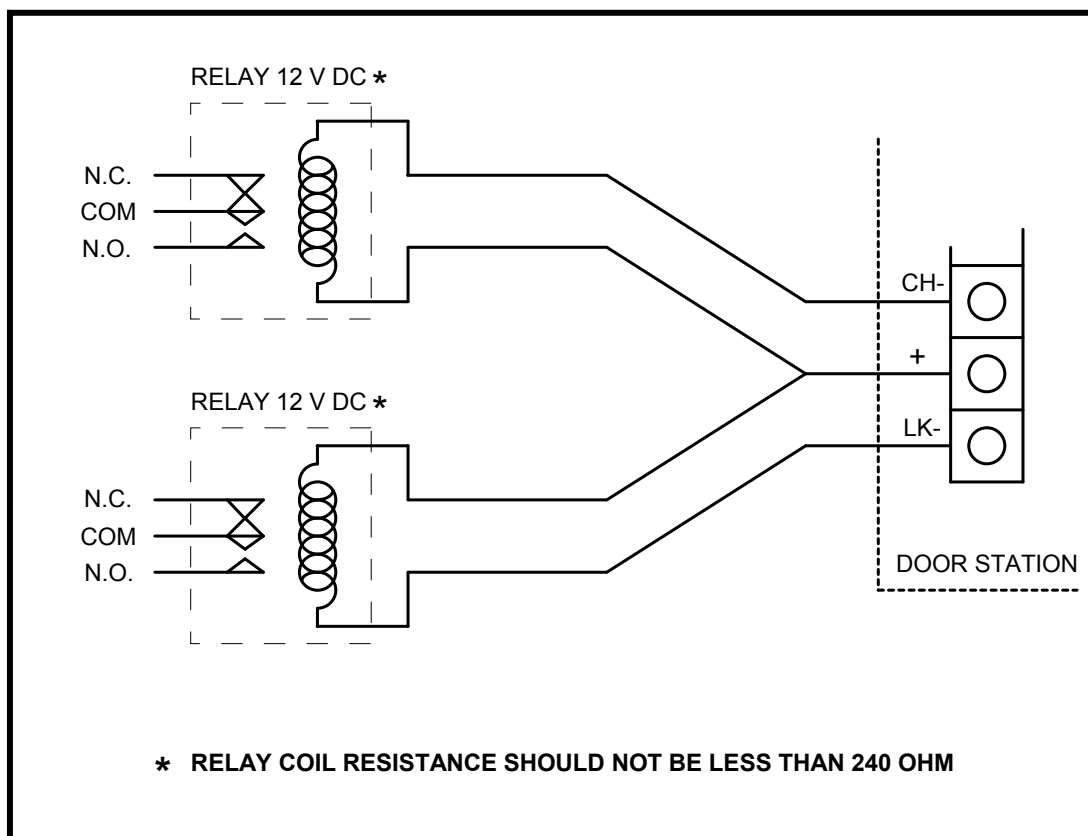 RELAY 12 V DC *
N.C.
COM
N.O.
CH-
+
LK-
RELAY 12 V DC *
N.C.
COM
N.O.
DOOR STATION
* RELAY COIL RESISTANCE SHOULD NOT BE LESS THAN 240 OHM